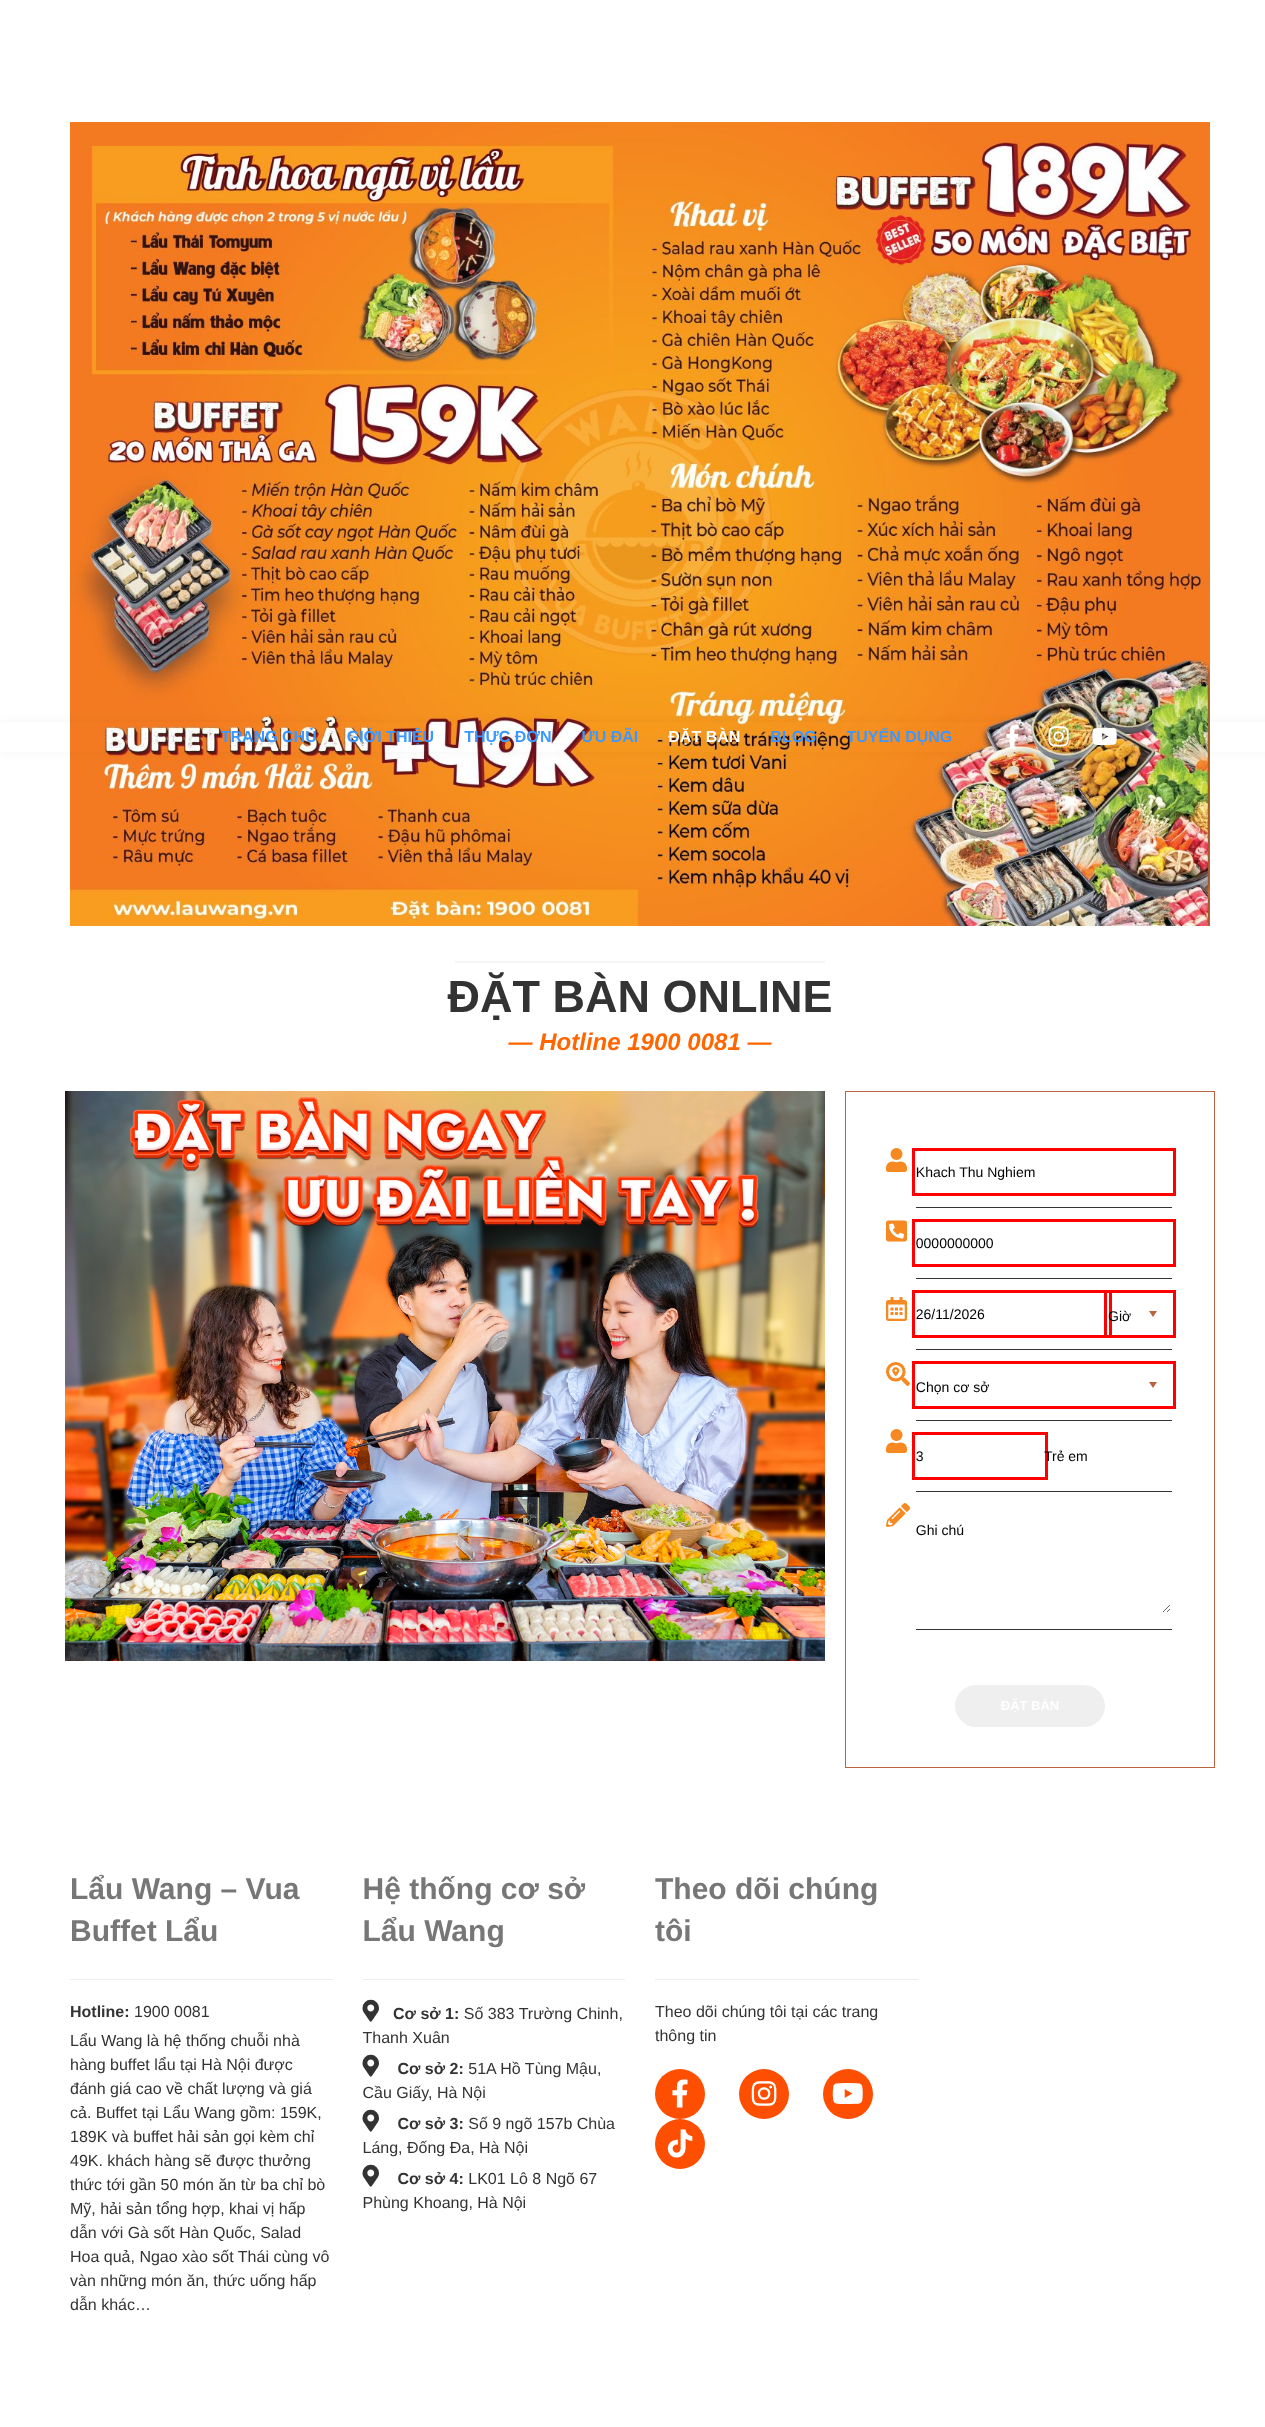 Tinh hoa ngũ vị lẩu
( Khách hàng được chọn 2 trong 5 vị nước lẩu )
- Lẩu Thái Tomyum
- Lẩu Wang đặc biệt
- Lẩu cay Tứ Xuyên
- Lẩu nấm thảo mộc
- Lẩu kim chi Hàn Quốc
BUFFET 159K
20 MÓN THẢ GA
- Miến trộn Hàn Quốc
- Khoai tây chiên
- Gà sốt cay ngọt Hàn Quốc
- Salad rau xanh Hàn Quốc
- Thịt bò cao cấp
- Tim heo thượng hạng
- Tỏi gà fillet
- Viên hải sản rau củ
- Viên thả lẩu Malay
- Nấm kim châm
- Nấm hải sản
- Nâm đùi gà
- Đậu phụ tươi
- Rau muống
- Rau cải thảo
- Rau cải ngọt
- Khoai lang
- Mỳ tôm
- Phù trúc chiên
BUFFET HẢI SẢN +49K
Thêm 9 món Hải Sản
- Tôm sú
- Mực trứng
- Râu mực
- Bạch tuộc
- Ngao trắng
- Cá basa fillet
- Thanh cua
- Đậu hũ phômai
- Viên thả lẩu Malay
www.lauwang.vn
Đặt bàn: 1900 0081
BUFFET 189K
BEST SELLER
50 MÓN ĐẶC BIỆT
Khai vị
- Salad rau xanh Hàn Quốc
- Nộm chân gà pha lê
- Xoài dầm muối ớt
- Khoai tây chiên
- Gà chiên Hàn Quốc
- Gà HongKong
- Ngao sốt Thái
- Bò xào lúc lắc
- Miến Hàn Quốc
Món chính
- Ba chỉ bò Mỹ
- Thịt bò cao cấp
- Bò mềm thượng hạng
- Sườn sụn non
- Tỏi gà fillet
- Chân gà rút xương
- Tim heo thượng hạng
- Ngao trắng
- Xúc xích hải sản
- Chả mực xoắn ống
- Viên thả lẩu Malay
- Viên hải sản rau củ
- Nấm kim châm
- Nấm hải sản
- Nấm đùi gà
- Khoai lang
- Ngô ngọt
- Rau xanh tổng hợp
- Đậu phụ
- Mỳ tôm
- Phù trúc chiên
Tráng miệng
- Hoa quả tráng miệng
- Kem tươi Vani
- Kem dâu
- Kem sữa dừa
- Kem cốm
- Kem socola
- Kem nhập khẩu 40 vị
TRANG CHỦ GIỚI THIỆU THỰC ĐƠN ƯU ĐÃI ĐẶT BÀN BLOG TUYỂN DỤNG
ĐẶT BÀN ONLINE
— Hotline 1900 0081 —
ĐẶT BÀN NGAY
ƯU ĐÃI LIỀN TAY !
Khach Thu Nghiem
0000000000
26/11/2026 Giờ
Chọn cơ sở
3 Trẻ em
Ghi chú
ĐẶT BÀN
Lẩu Wang – Vua
Buffet Lẩu
Hotline: 1900 0081
Lẩu Wang là hệ thống chuỗi nhà
hàng buffet lẩu tại Hà Nội được
đánh giá cao về chất lượng và giá
cả. Buffet tại Lẩu Wang gồm: 159K,
189K và buffet hải sản gọi kèm chỉ
49K. khách hàng sẽ được thưởng
thức tới gần 50 món ăn từ ba chỉ bò
Mỹ, hải sản tổng hợp, khai vị hấp
dẫn với Gà sốt Hàn Quốc, Salad
Hoa quả, Ngao xào sốt Thái cùng vô
vàn những món ăn, thức uống hấp
dẫn khác…
Hệ thống cơ sở
Lẩu Wang
Cơ sở 1: Số 383 Trường Chinh,
Thanh Xuân
Cơ sở 2: 51A Hồ Tùng Mậu,
Cầu Giấy, Hà Nội
Cơ sở 3: Số 9 ngõ 157b Chùa
Láng, Đống Đa, Hà Nội
Cơ sở 4: LK01 Lô 8 Ngõ 67
Phùng Khoang, Hà Nội
Theo dõi chúng
tôi
Theo dõi chúng tôi tại các trang
thông tin